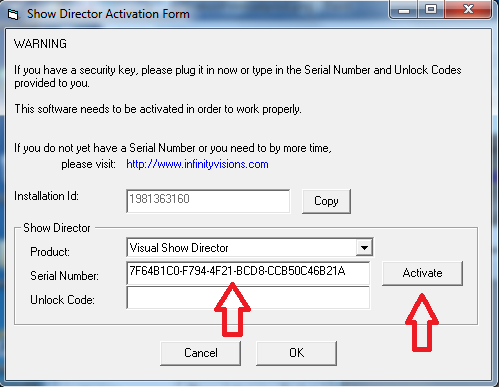 Show Director Activation Form
WARNING
If you have a security key, please plug it in now or type in the Serial Number and Unlock Codes
provided to you.
This software needs to be activated in order to work properly.
If you do not yet have a Serial Number or you need to by more time,
please visit: http://www.infinityvisions.com
Installation Id: 1981363160 Copy
Show Director
Product: Visual Show Director
Serial Number: 7F64B1C0-F794-4F21-BCD8-CCB50C46B21A Activate
Unlock Code:
Cancel OK